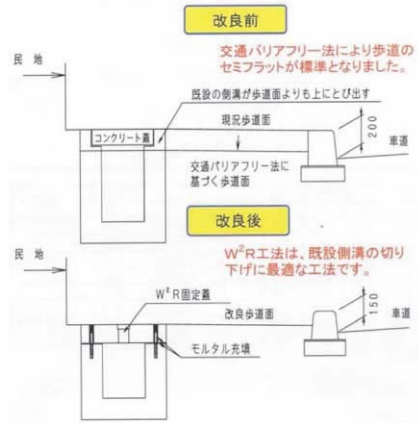 改良前
交通バリアフリー法により歩道の
セミフラットが標準となりました。
民 地
既設の側溝が歩道面よりも上にとび出す
現況歩道面
コンクリート蓋
200
車道
交通バリアフリー法に
基づく歩道面
改良後
W²R工法は、既設側溝の切り
下げに最適な工法です。
民 地
W²R固定蓋
150
車道
改良歩道面
モルタル充填